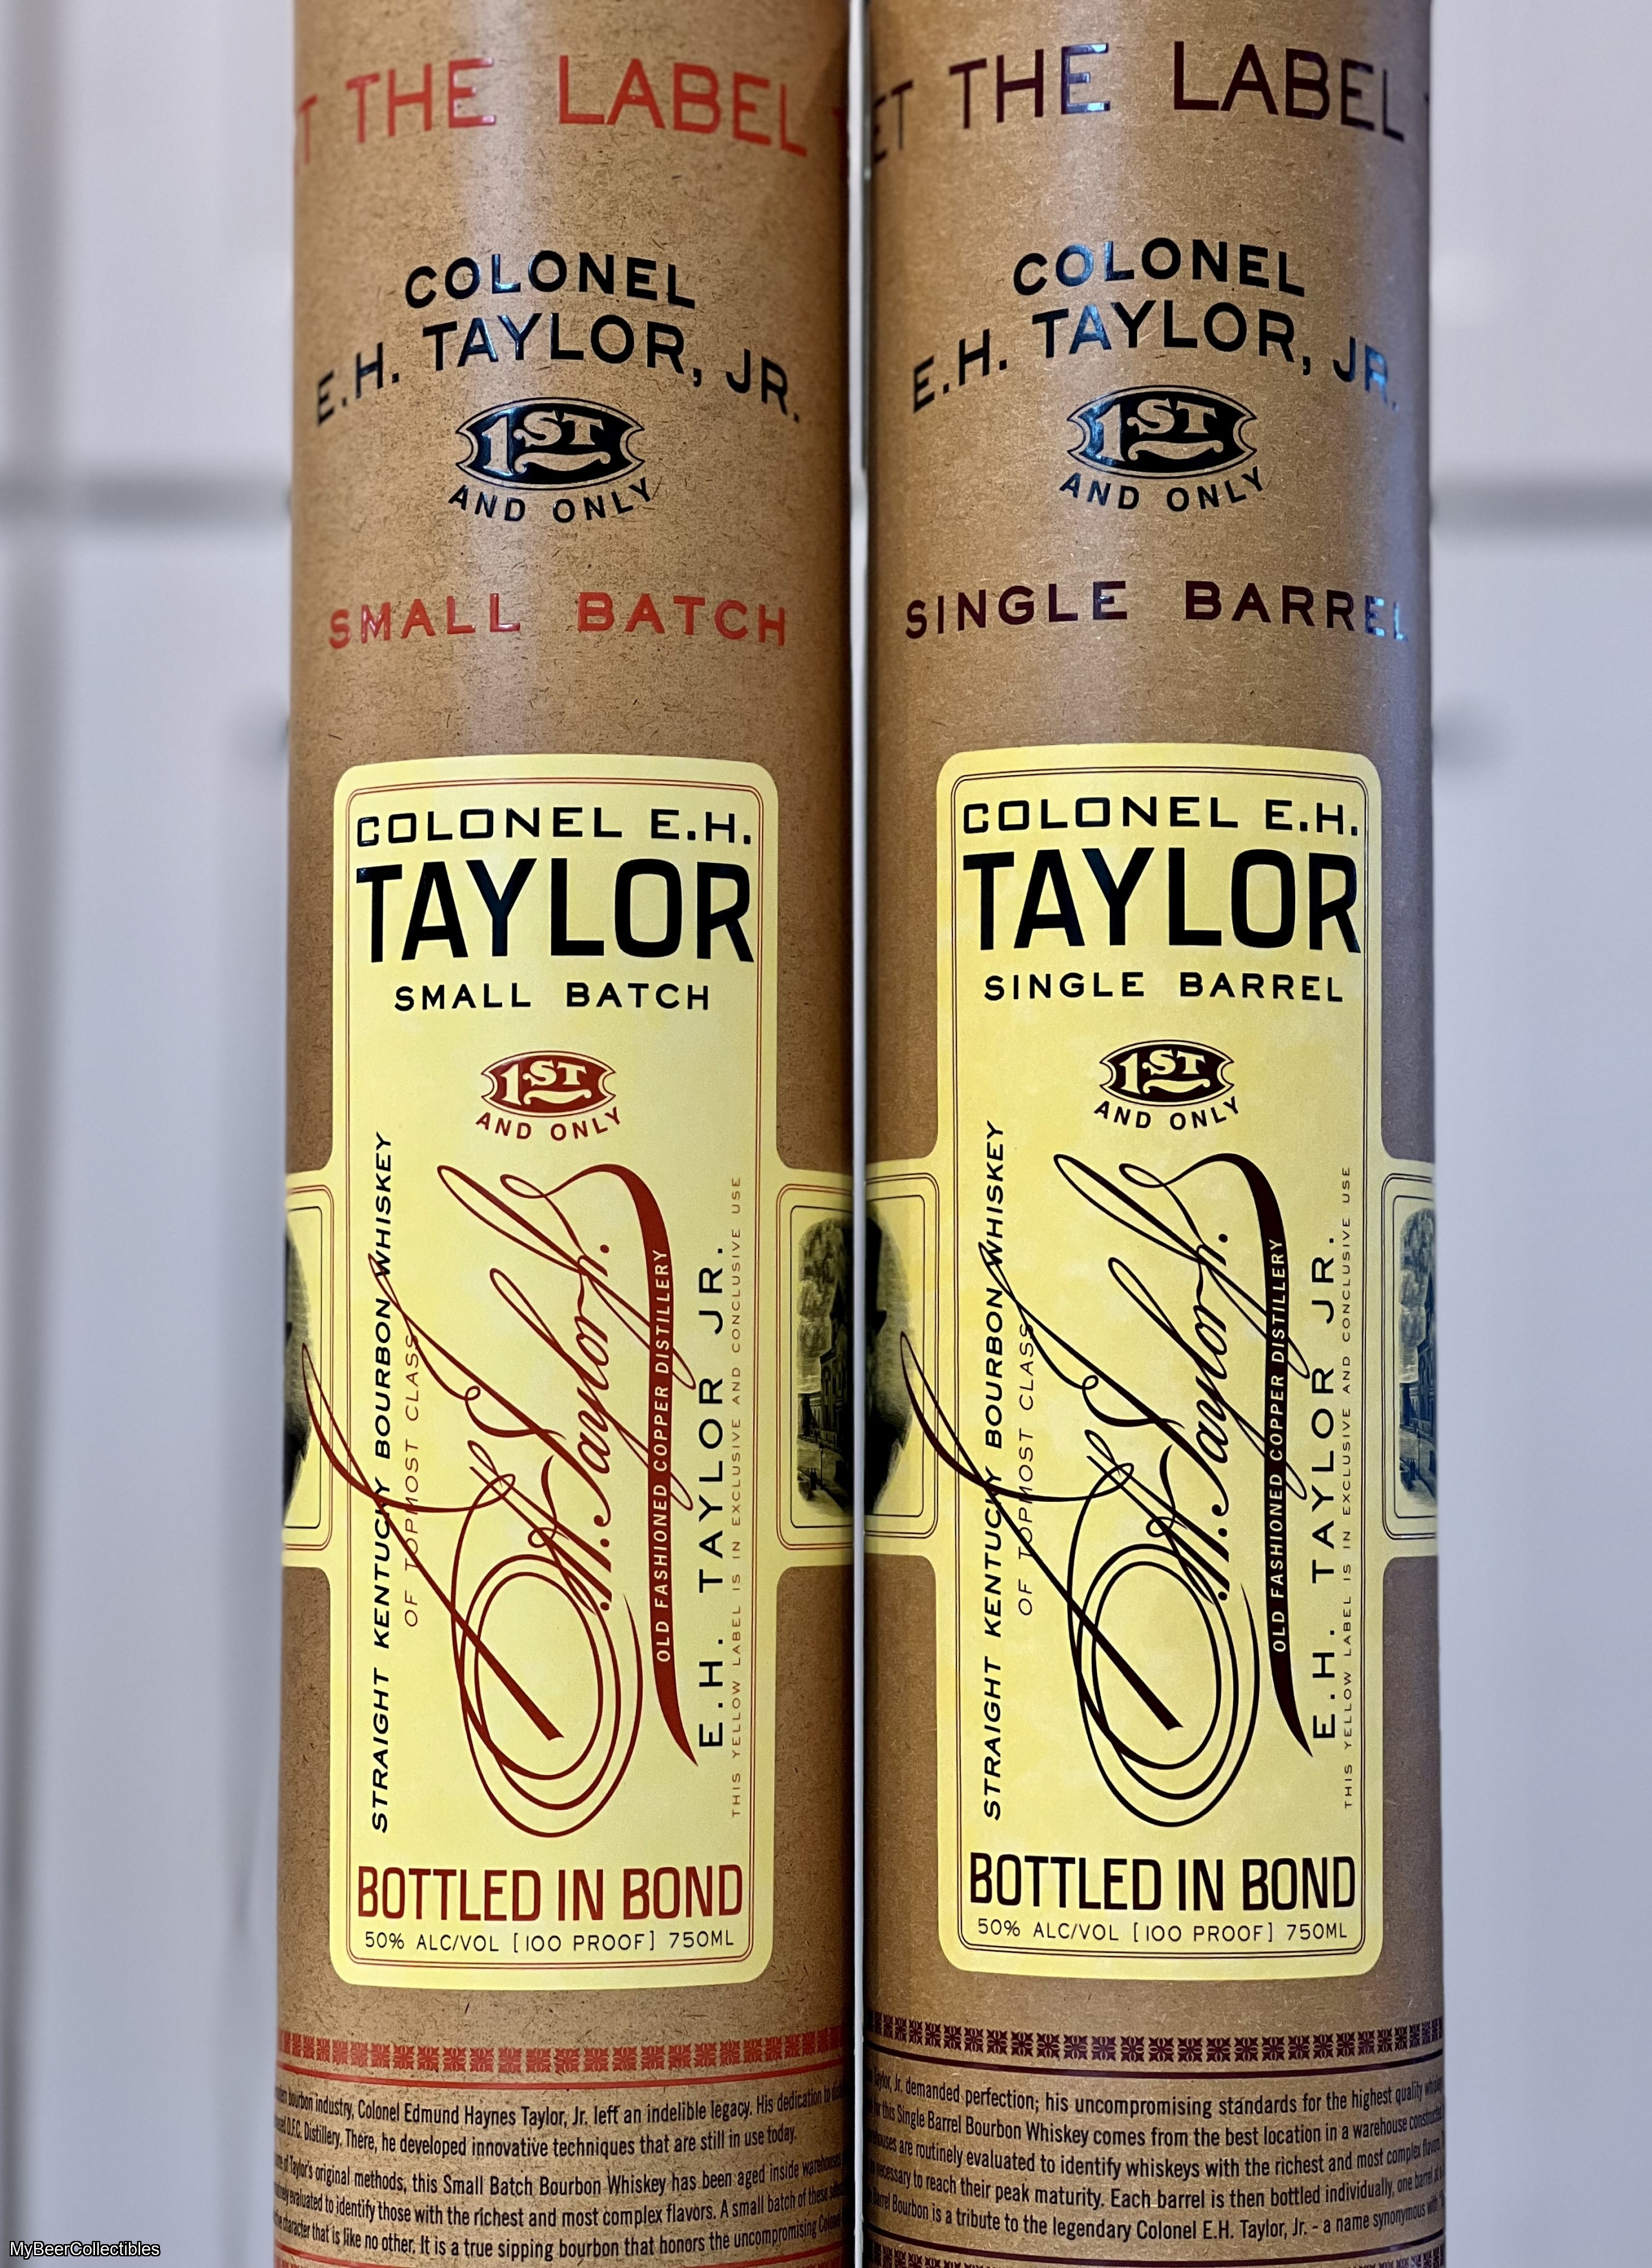 THE LABEL
COLONEL
E.H. TAYLOR, JR.
1ST
AND ONLY
SMALL BATCH
COLONEL E.H.
TAYLOR
SMALL BATCH
1ST
AND ONLY
STRAIGHT KENTUCKY BOURBON WHISKEY
OF TOPMOST CLASS
E.H. Taylor, Jr.
OLD FASHIONED COPPER DISTILLERY
E.H. TAYLOR JR.
THIS YELLOW LABEL IS IN EXCLUSIVE AND CONCLUSIVE USE
BOTTLED IN BOND
50% ALC/VOL [100 PROOF] 750ML
bourbon industry, Colonel Edmund Haynes Taylor, Jr. left an indelible legacy. His dedication to
O.F.C. Distillery. There, he developed innovative techniques that are still in use today.
of Taylor's original methods, this Small Batch Bourbon Whiskey has been aged inside warehouses
evaluated to identify those with the richest and most complex flavors. A small batch of these
character that is like no other. It is a true sipping bourbon that honors the uncompromising Colonel
THE LABEL
COLONEL
E.H. TAYLOR, JR.
1ST
AND ONLY
SINGLE BARREL
COLONEL E.H.
TAYLOR
SINGLE BARREL
1ST
AND ONLY
STRAIGHT KENTUCKY BOURBON WHISKEY
OF TOPMOST CLASS
E.H. Taylor, Jr.
OLD FASHIONED COPPER DISTILLERY
E.H. TAYLOR JR.
THIS YELLOW LABEL IS IN EXCLUSIVE AND CONCLUSIVE USE
BOTTLED IN BOND
50% ALC/VOL [100 PROOF] 750ML
Taylor, Jr. demanded perfection; his uncompromising standards for the highest quality
for this Single Barrel Bourbon Whiskey comes from the best location in a warehouse constructed
are routinely evaluated to identify whiskeys with the richest and most complex flavors.
necessary to reach their peak maturity. Each barrel is then bottled individually, one barrel at
Barrel Bourbon is a tribute to the legendary Colonel E.H. Taylor, Jr. - a name synonymous with
MyBeerCollectibles